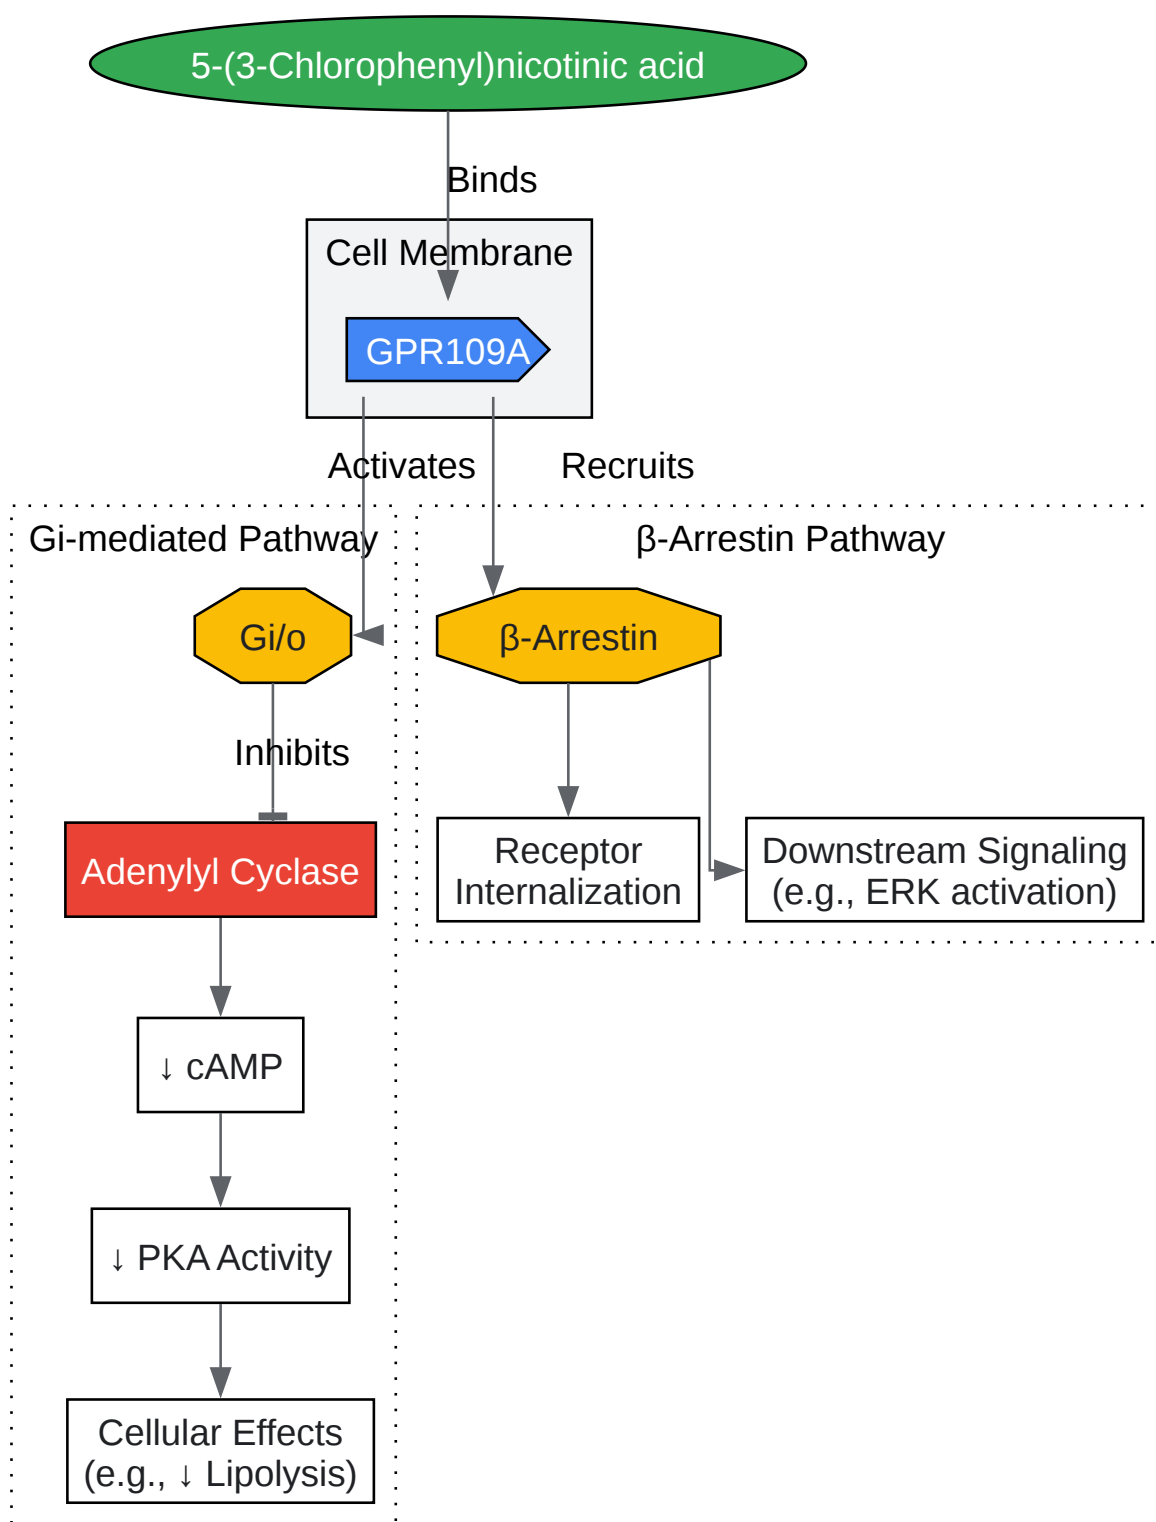 5-(3-Chlorophenyl)nicotinic acid
Binds
Cell Membrane
GPR109A
Activates
Recruits
Gi-mediated Pathway
β-Arrestin Pathway
Gi/o
β-Arrestin
Inhibits
Adenylyl Cyclase
Receptor
Internalization
Downstream Signaling
(e.g., ERK activation)
↓ cAMP
↓ PKA Activity
Cellular Effects
(e.g., ↓ Lipolysis)